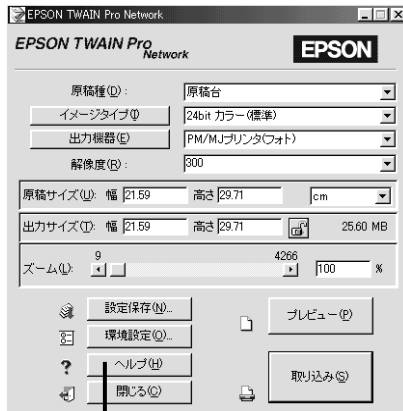 EPSON TWAIN Pro Network
EPSON TWAIN Pro Network
EPSON
原稿種(D):
原稿台
イメージタイプ(I)
24bit カラー(標準)
出力機器(E)
PM/MJプリンタ(フォト)
解像度(R):
300
原稿サイズ(U): 幅 21.59 高さ 29.71 cm
出力サイズ(T): 幅 21.59 高さ 29.71 25.60 MB
9 4266
ズーム(L): 100 %
設定保存(N)...
環境設定(O)...
プレビュー(P)
ヘルプ(H)
閉じる(C)
取り込み(S)